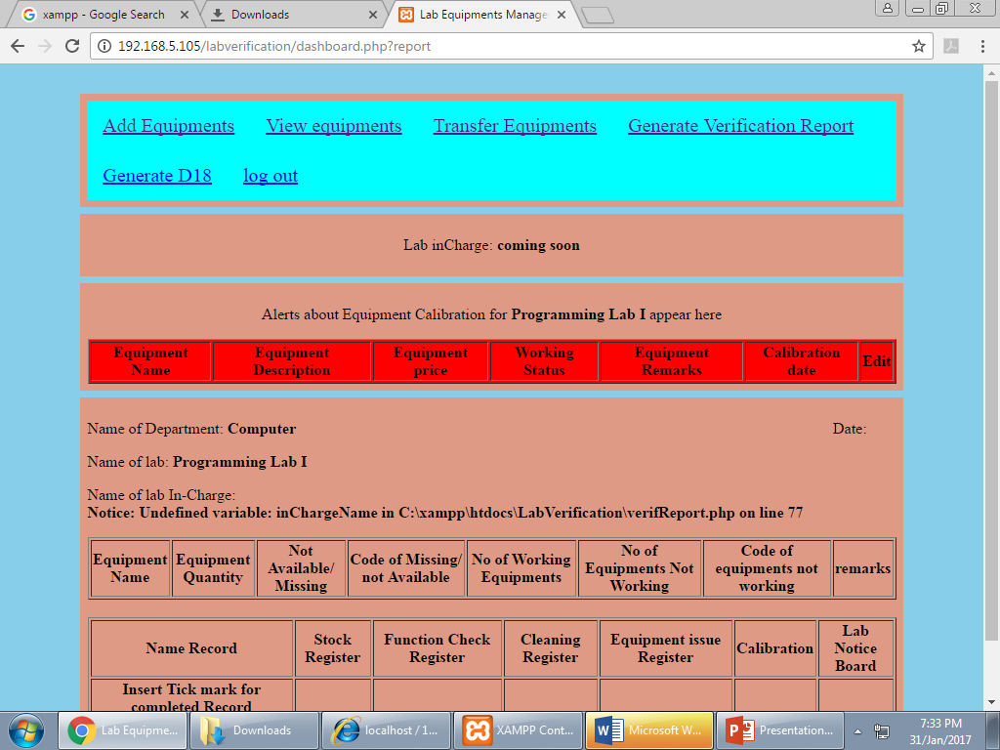 xampp - Google Search
Downloads
Lab Equipments Manage
192.168.5.105/labverification/dashboard.php?report
Add Equipments View equipments Transfer Equipments Generate Verification Report
Generate D18 log out
Lab inCharge: coming soon
Alerts about Equipment Calibration for Programming Lab I appear here
Equipment Name
Equipment Description
Equipment price
Working Status
Equipment Remarks
Calibration date
Edit
Name of Department: Computer Date:
Name of lab: Programming Lab I
Name of lab In-Charge:
Notice: Undefined variable: inChargeName in C:\xampp\htdocs\LabVerification\verifReport.php on line 77
Equipment Name
Equipment Quantity
Not Available/ Missing
Code of Missing/ not Available
No of Working Equipments
No of Equipments Not Working
Code of equipments not working
remarks
Name Record
Stock Register
Function Check Register
Cleaning Register
Equipment issue Register
Calibration
Lab Notice Board
Insert Tick mark for
completed Record
Lab Equipme...
Downloads
localhost / 1...
XAMPP Cont...
Microsoft W...
Presentation...
7:33 PM
31/Jan/2017